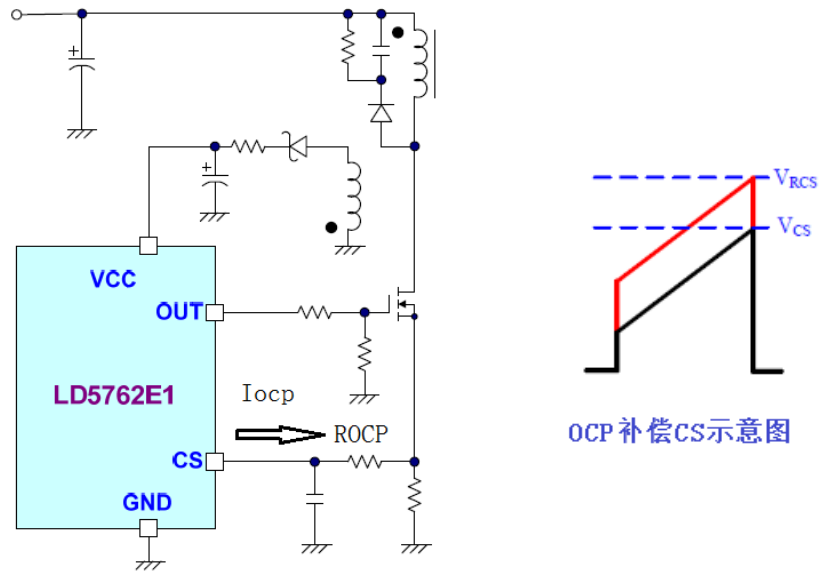 VCC
OUT
LD5762E1
Iocp
ROCP
CS
GND
+
+
VRCS
VCS
OCP补偿CS示意图